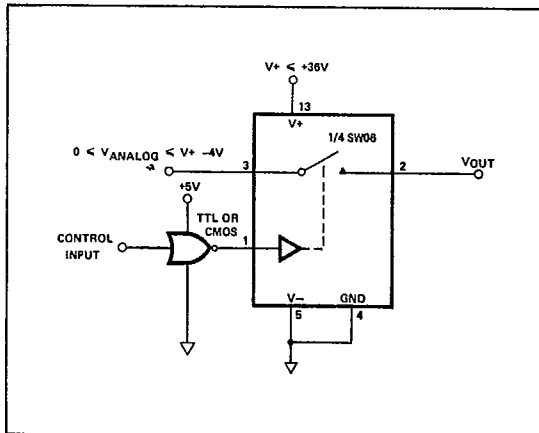 V+ ≤ +36V
13
V+
1/4 SW06
0 ≤ VANALOG ≤ V+ -4V
3
2
VOUT
+5V
TTL OR
CMOS
1
CONTROL
INPUT
V-
GND
5
4